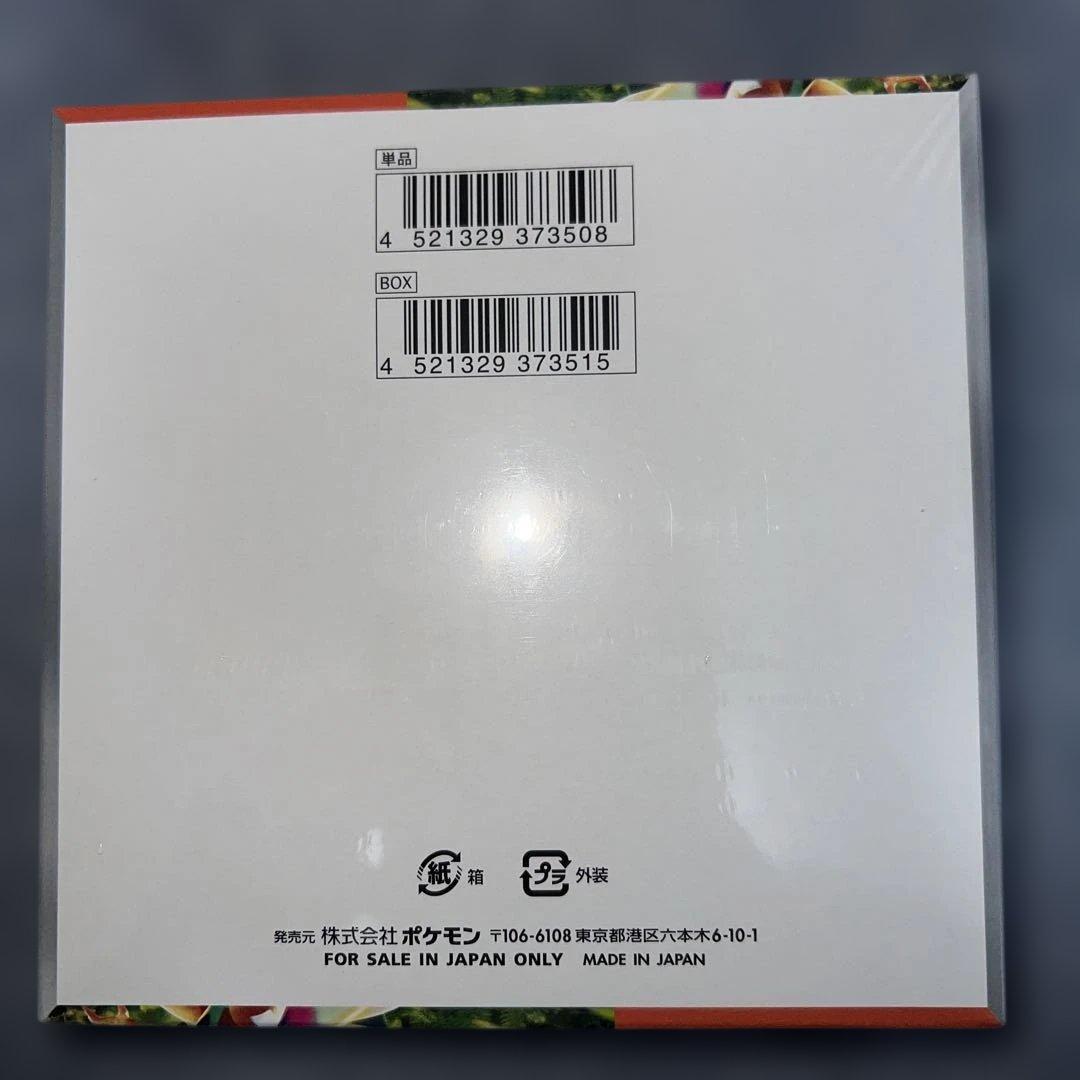 単品
4 521329 373508
BOX
4 521329 373515
紙 箱 プラ 外装
発売元 株式会社 ポケモン 〒106-6108 東京都港区六本木6-10-1
FOR SALE IN JAPAN ONLY MADE IN JAPAN